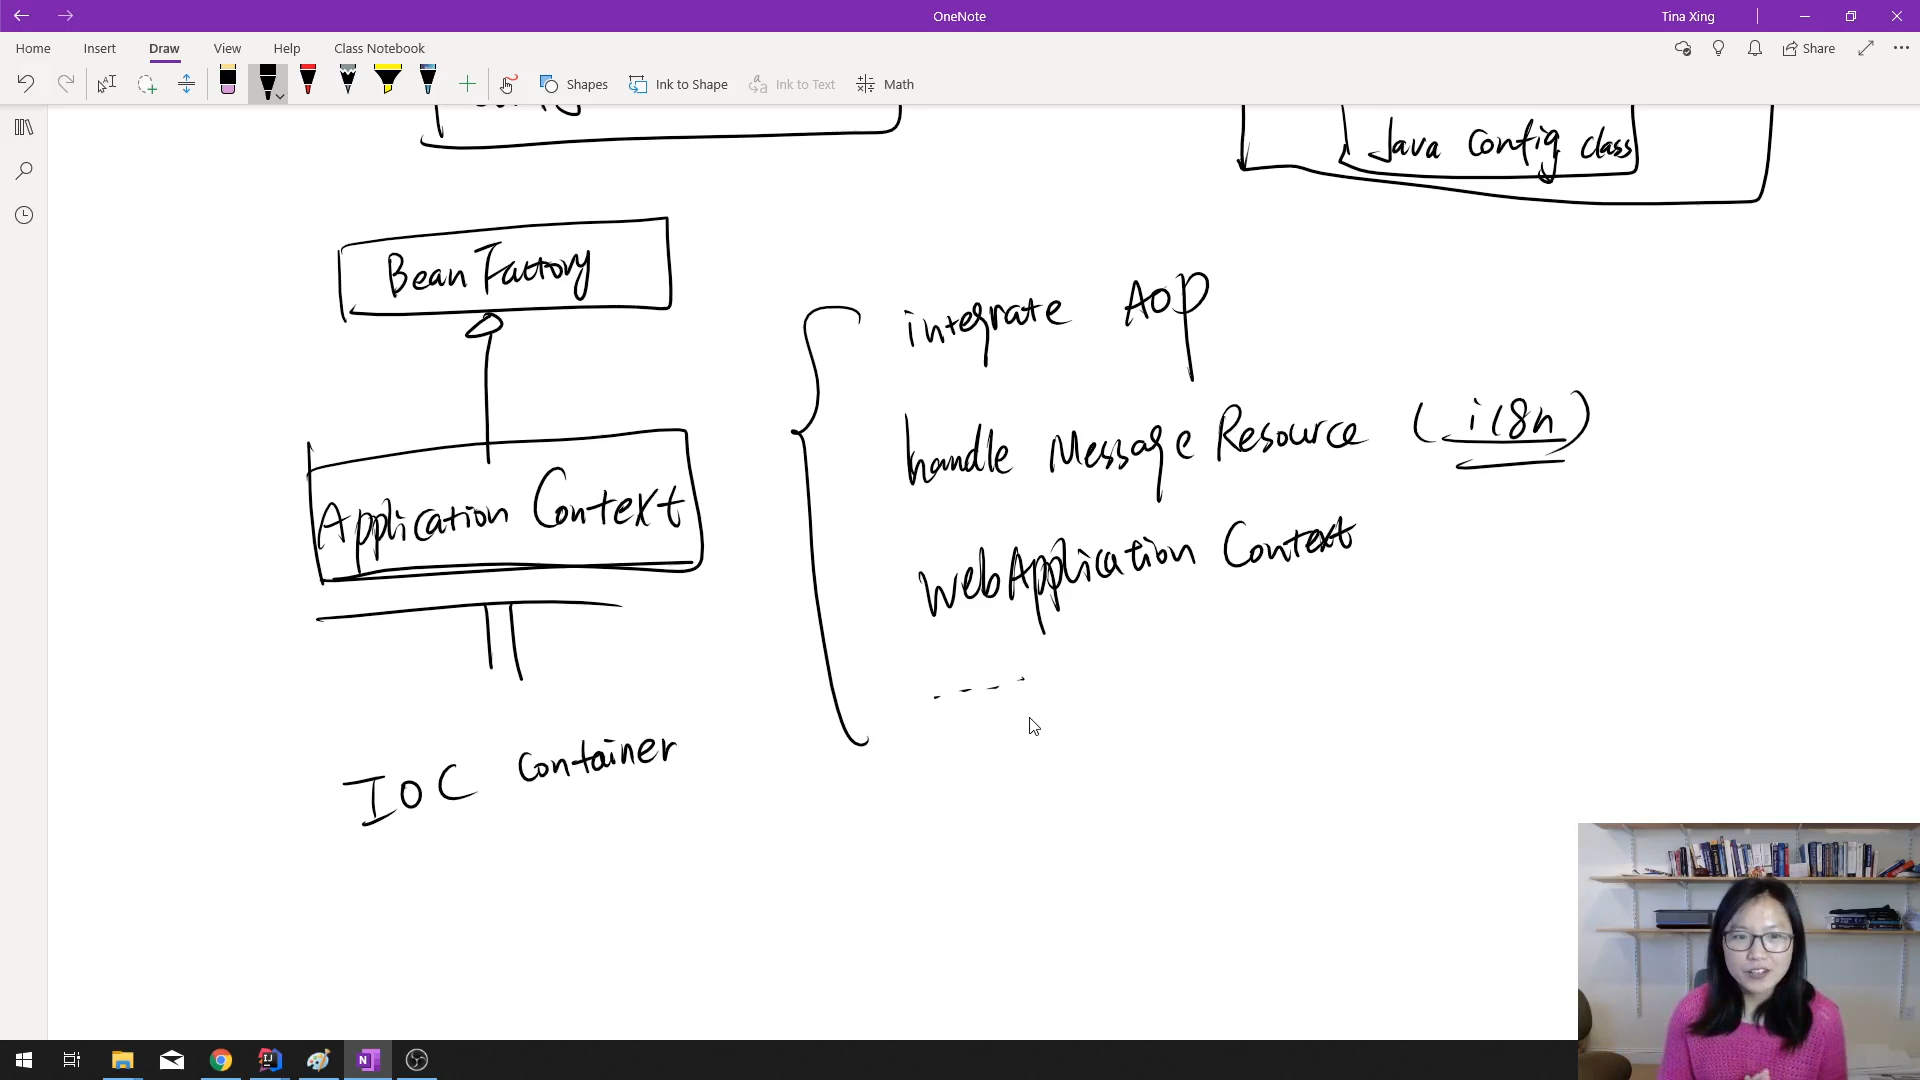 OneNote
Tina Xing
Home Insert Draw View Help Class Notebook
Share
Shapes
Ink to Shape
Ink to Text
Math
Java Config class
Bean Factory
integrate AOP
handle Message Resource (i18n)
Application Context
WebApplication Context
----
IOC Container